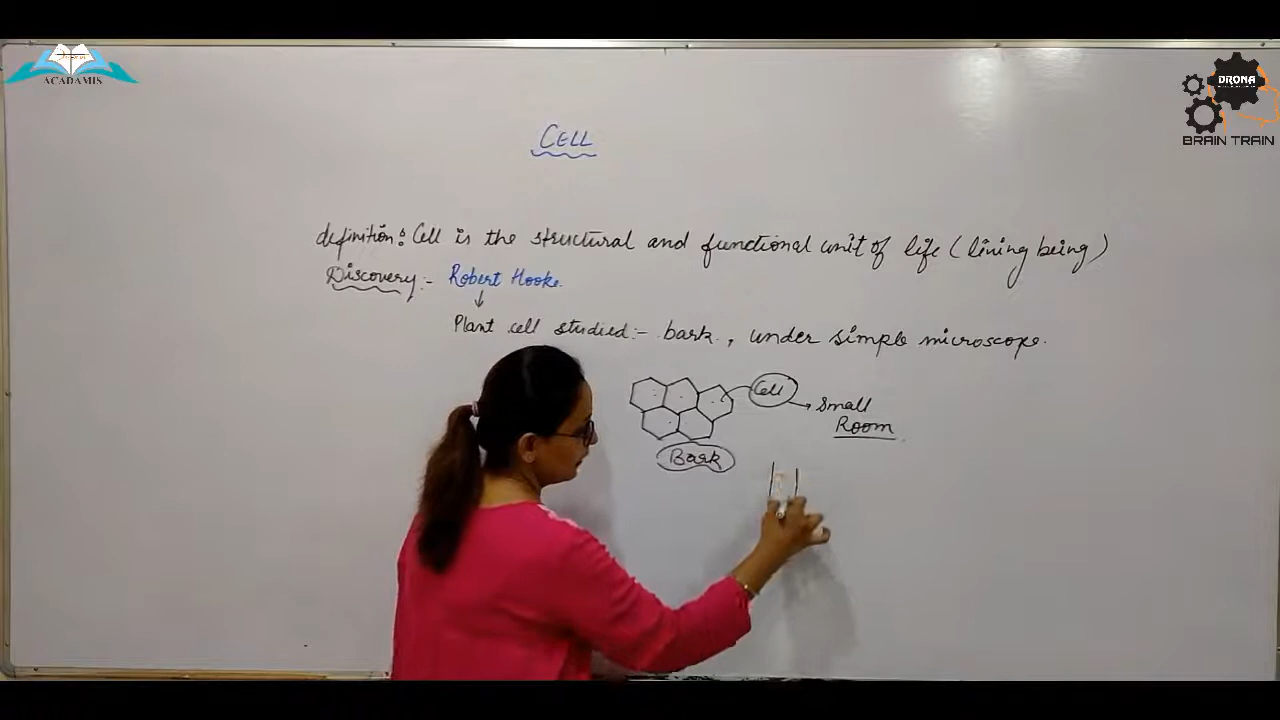 ACADAMIS
DRONA
BRAIN TRAIN
CELL
definition: Cell is the structural and functional unit of life (lining being)
Discovery:- Robert Hooke.
Plant cell studied:- bark, under simple microscope.
Cell
Small
Room
Bark